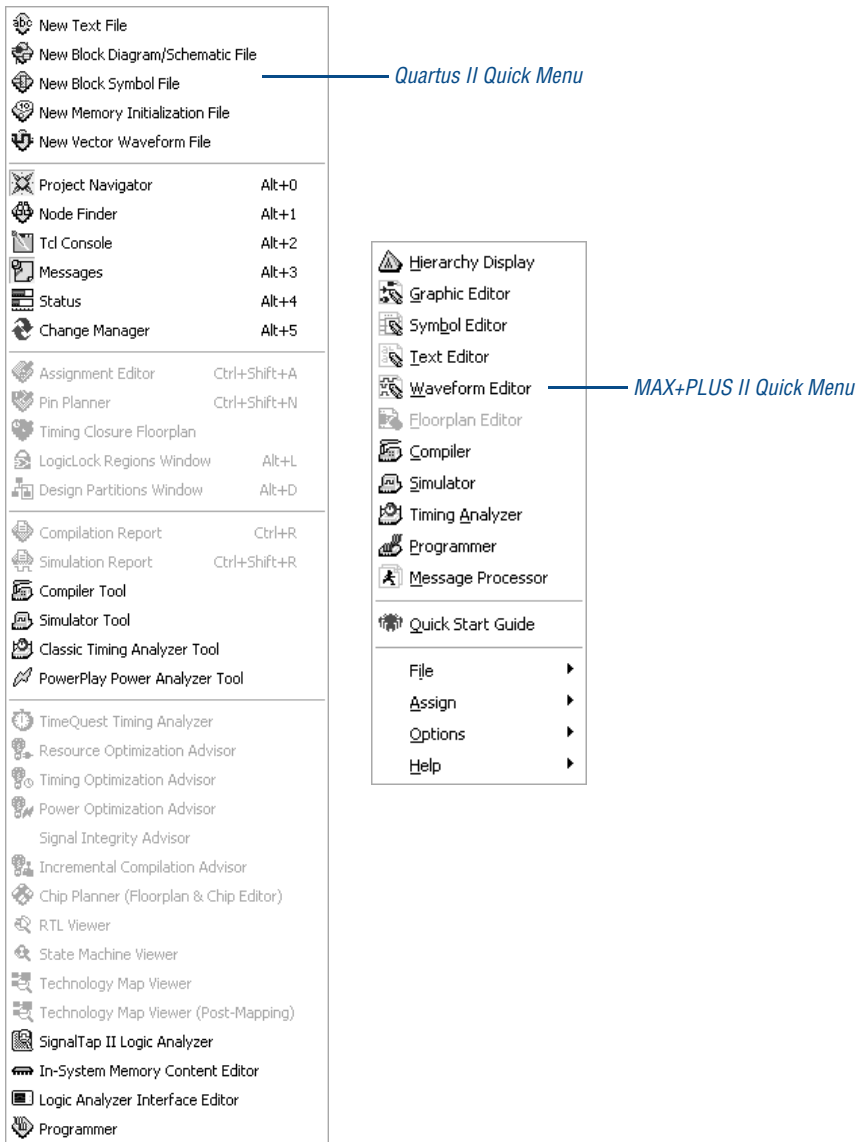 New Text File
New Block Diagram/Schematic File
New Block Symbol File
New Memory Initialization File
New Vector Waveform File
Quartus II Quick Menu
Project Navigator Alt+0
Node Finder Alt+1
Tcl Console Alt+2
Messages Alt+3
Status Alt+4
Change Manager Alt+5
Assignment Editor Ctrl+Shift+A
Pin Planner Ctrl+Shift+N
Timing Closure Floorplan
LogicLock Regions Window Alt+L
Design Partitions Window Alt+D
Compilation Report Ctrl+R
Simulation Report Ctrl+Shift+R
Compiler Tool
Simulator Tool
Classic Timing Analyzer Tool
PowerPlay Power Analyzer Tool
TimeQuest Timing Analyzer
Resource Optimization Advisor
Timing Optimization Advisor
Power Optimization Advisor
Signal Integrity Advisor
Incremental Compilation Advisor
Chip Planner (Floorplan & Chip Editor)
RTL Viewer
State Machine Viewer
Technology Map Viewer
Technology Map Viewer (Post-Mapping)
SignalTap II Logic Analyzer
In-System Memory Content Editor
Logic Analyzer Interface Editor
Programmer
Hierarchy Display
Graphic Editor
Symbol Editor
Text Editor
Waveform Editor
MAX+PLUS II Quick Menu
Floorplan Editor
Compiler
Simulator
Timing Analyzer
Programmer
Message Processor
Quick Start Guide
File
Assign
Options
Help